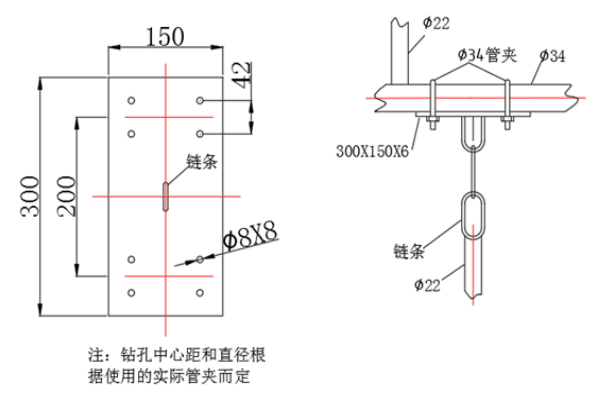 150
42
300
200
链条
ϕ8X8
注：钻孔中心距和直径根
据使用的实际管夹而定
ϕ22
ϕ34管夹
ϕ34
300X150X6
链条
ϕ22